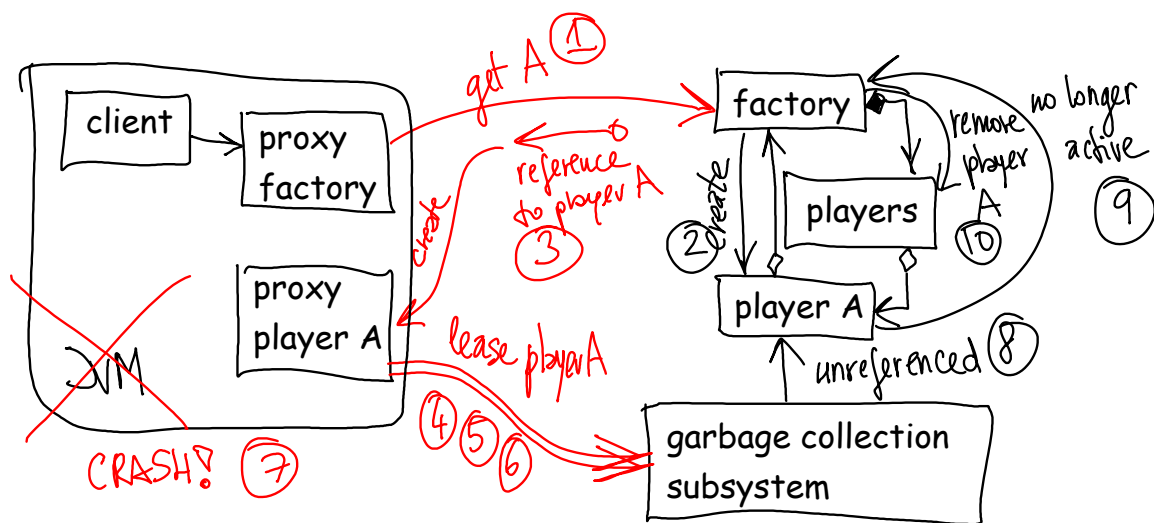 get A ①
client
proxy
factory
factory
no longer
active
⑨
remove
player
A
⑩
reference
to player A
③
create
② create
players
proxy
player A
player A
JVM
lease player A
unreferenced ⑧
④ ⑤ ⑥
CRASH! ⑦
garbage collection
subsystem